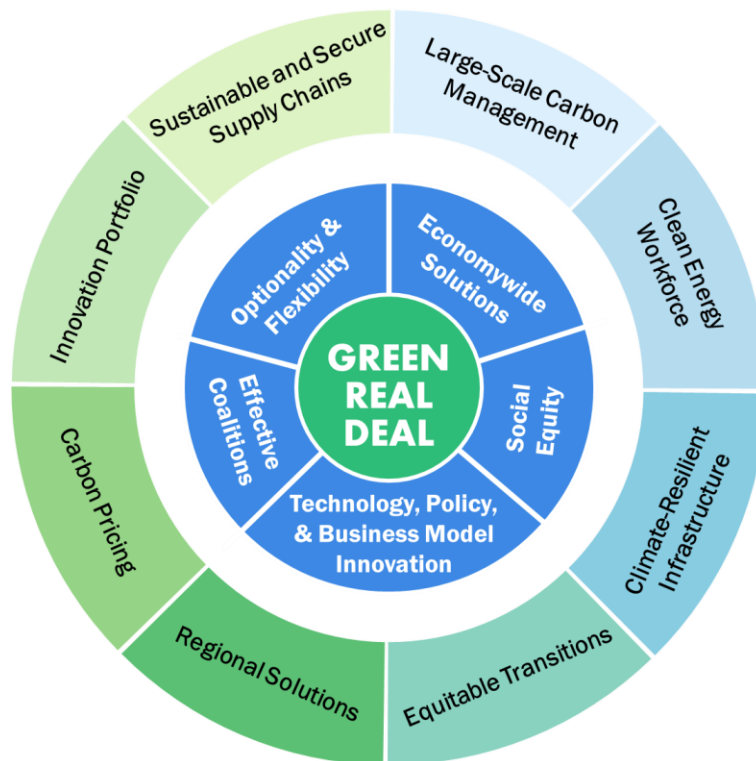 GREEN
REAL
DEAL
Economywide
Solutions
Social
Equity
Technology, Policy,
& Business Model
Innovation
Effective
Coalitions
Optionality &
Flexibility
Large-Scale Carbon
Management
Clean Energy
Workforce
Climate-Resilient
Infrastructure
Equitable Transitions
Regional Solutions
Carbon Pricing
Innovation Portfolio
Sustainable and Secure
Supply Chains